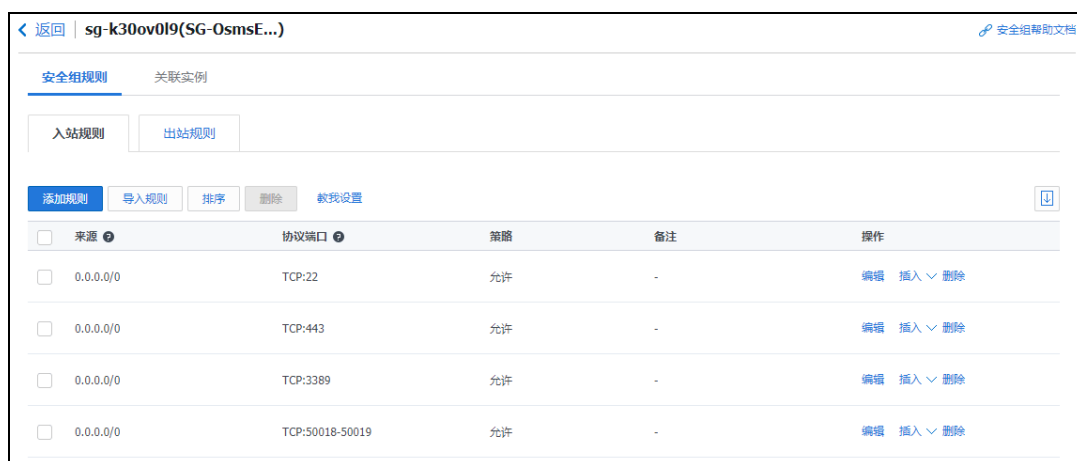 返回 | sg-k30ov0l9(SG-OsmsE...) 安全组帮助文档
安全组规则 关联实例
入站规则 出站规则
添加规则 导入规则 排序 删除 教我设置
来源 协议端口 策略 备注 操作
0.0.0.0/0 TCP:22 允许 - 编辑 插入 删除
0.0.0.0/0 TCP:443 允许 - 编辑 插入 删除
0.0.0.0/0 TCP:3389 允许 - 编辑 插入 删除
0.0.0.0/0 TCP:50018-50019 允许 - 编辑 插入 删除